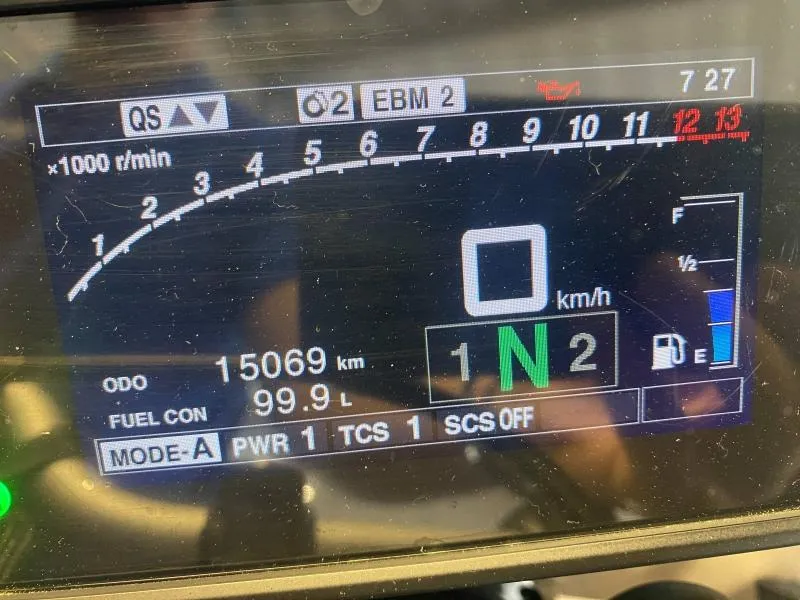 QS 2 EBM 2 7 27
×1000 r/min
1 2 3 4 5 6 7 8 9 10 11 12 13
F
½
0 km/h
1 N 2
E
ODO 15069 km
FUEL CON 99.9 L
MODE-A PWR 1 TCS 1 SCS OFF